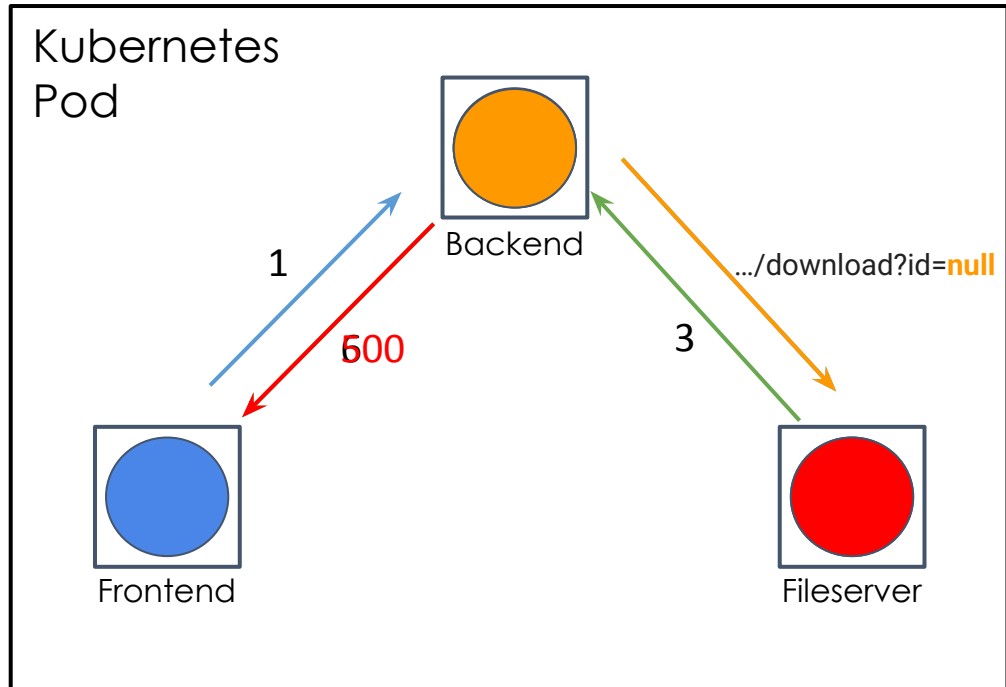 Kubernetes
Pod
Backend
1
…/download?id=null
3
500
Frontend
Fileserver